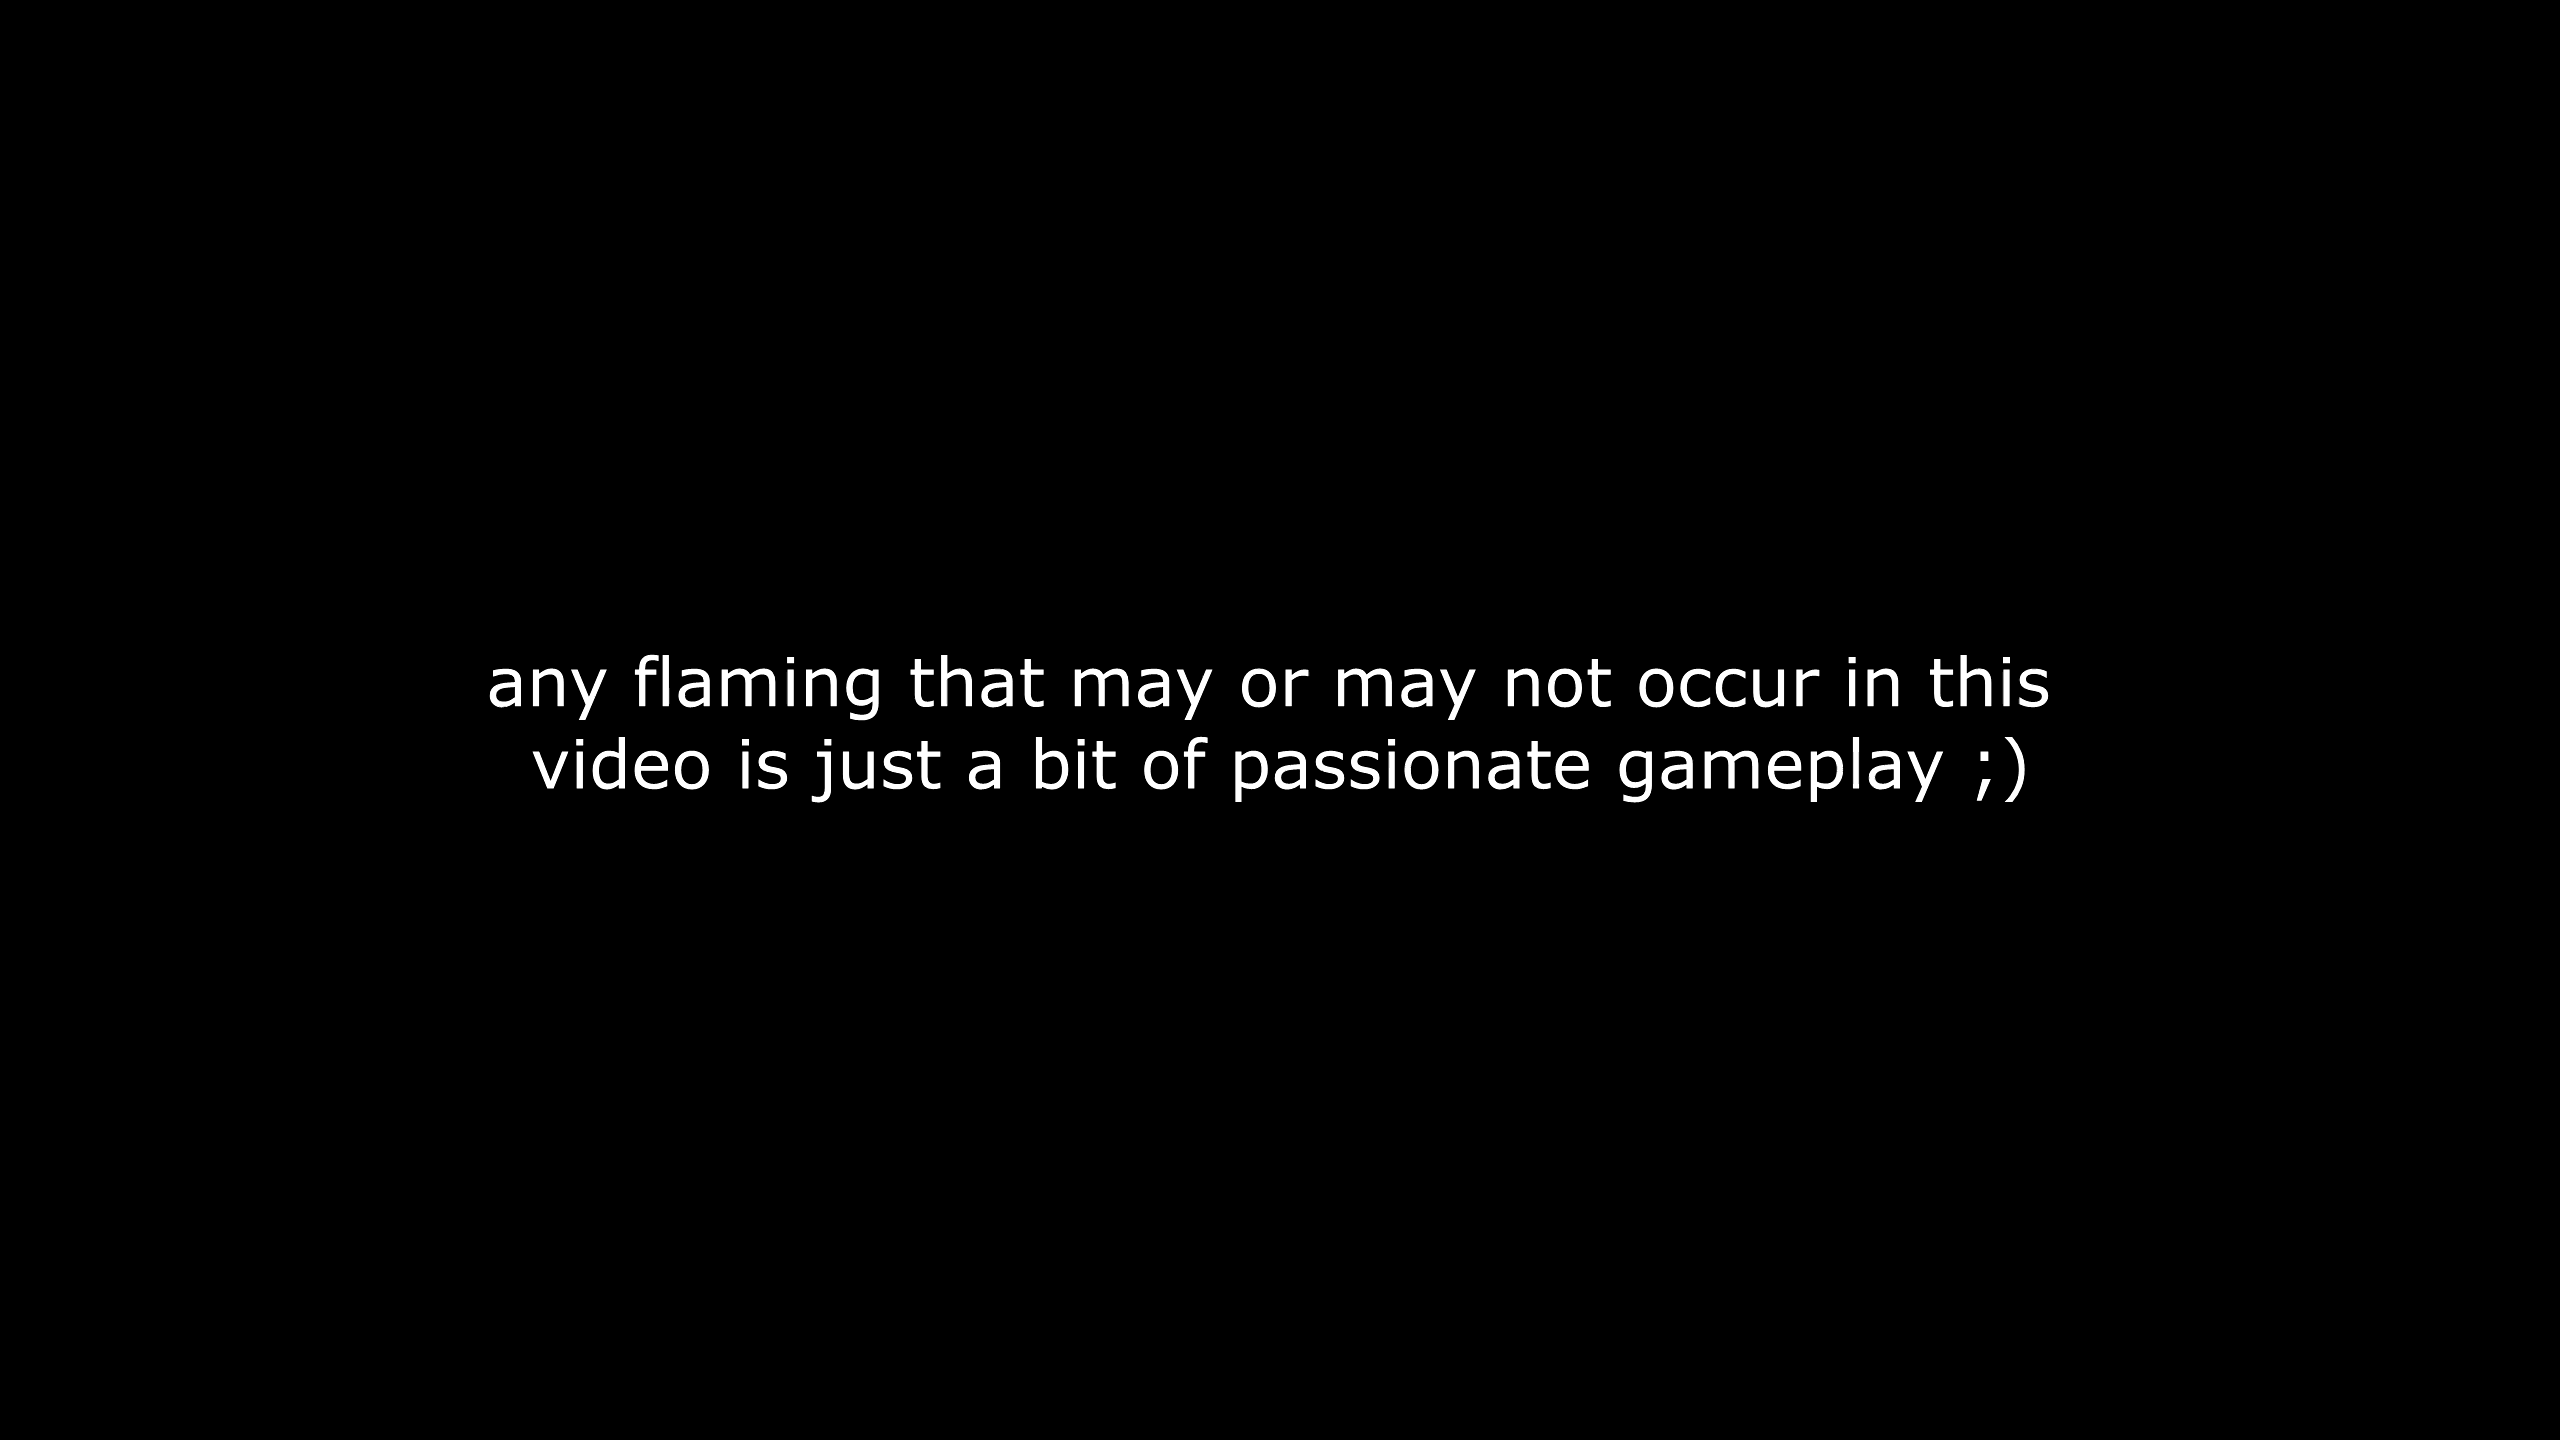 any flaming that may or may not occur in this
video is just a bit of passionate gameplay ;)